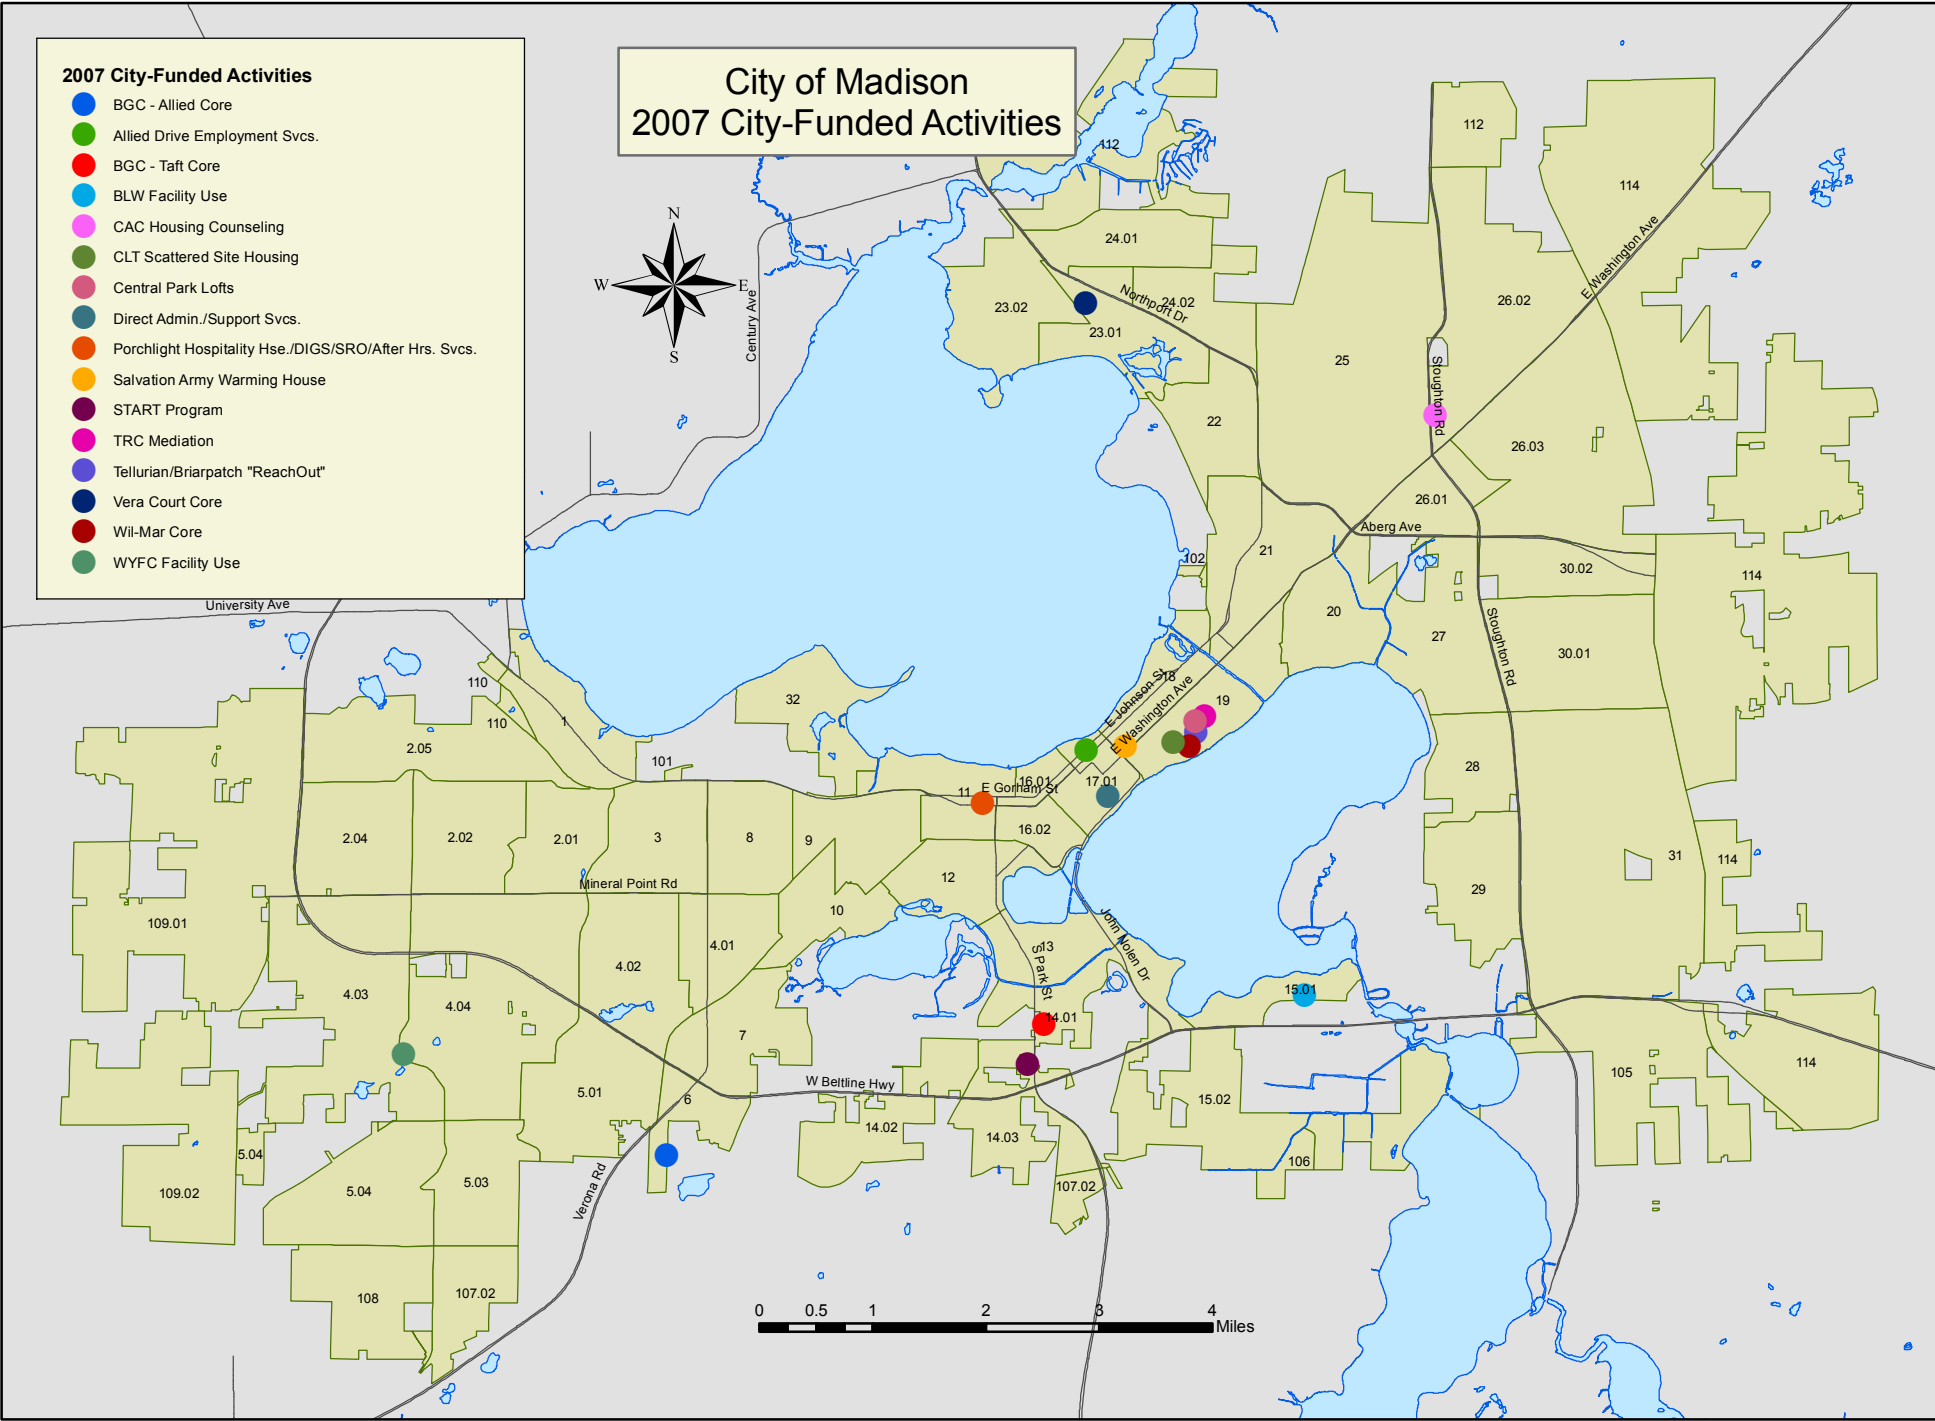 City of Madison
2007 City-Funded Activities
2007 City-Funded Activities
BGC - Allied Core
Allied Drive Employment Svcs.
BGC - Taft Core
BLW Facility Use
CAC Housing Counseling
CLT Scattered Site Housing
Central Park Lofts
Direct Admin./Support Svcs.
Porchlight Hospitality Hse./DIGS/SRO/After Hrs. Svcs.
Salvation Army Warming House
START Program
TRC Mediation
Tellurian/Briarpatch "ReachOut"
Vera Court Core
Wil-Mar Core
WYFC Facility Use
N
W
E
S
Century Ave
112
112
114
24.01
E Washington Ave
26.02
23.02
Northport Dr
24.02
23.01
25
Stoughton Rd
22
26.03
26.01
Aberg Ave
21
102
30.02
114
University Ave
20
27
Stoughton Rd
30.01
110
110
1
32
E Johnson St
18
E Washington Ave
19
2.05
101
28
16.01
17.01
11
E Gorham St
16.02
2.04
2.02
2.01
3
8
9
31
114
12
29
Mineral Point Rd
10
109.01
John Nolen Dr
4.01
13
S Park St
4.02
4.03
4.04
15.01
14.01
7
114
105
W Beltline Hwy
5.01
6
15.02
14.02
14.03
5.04
106
109.02
5.04
5.03
107.02
Verona Rd
108
107.02
0
0.5
1
2
3
4
Miles